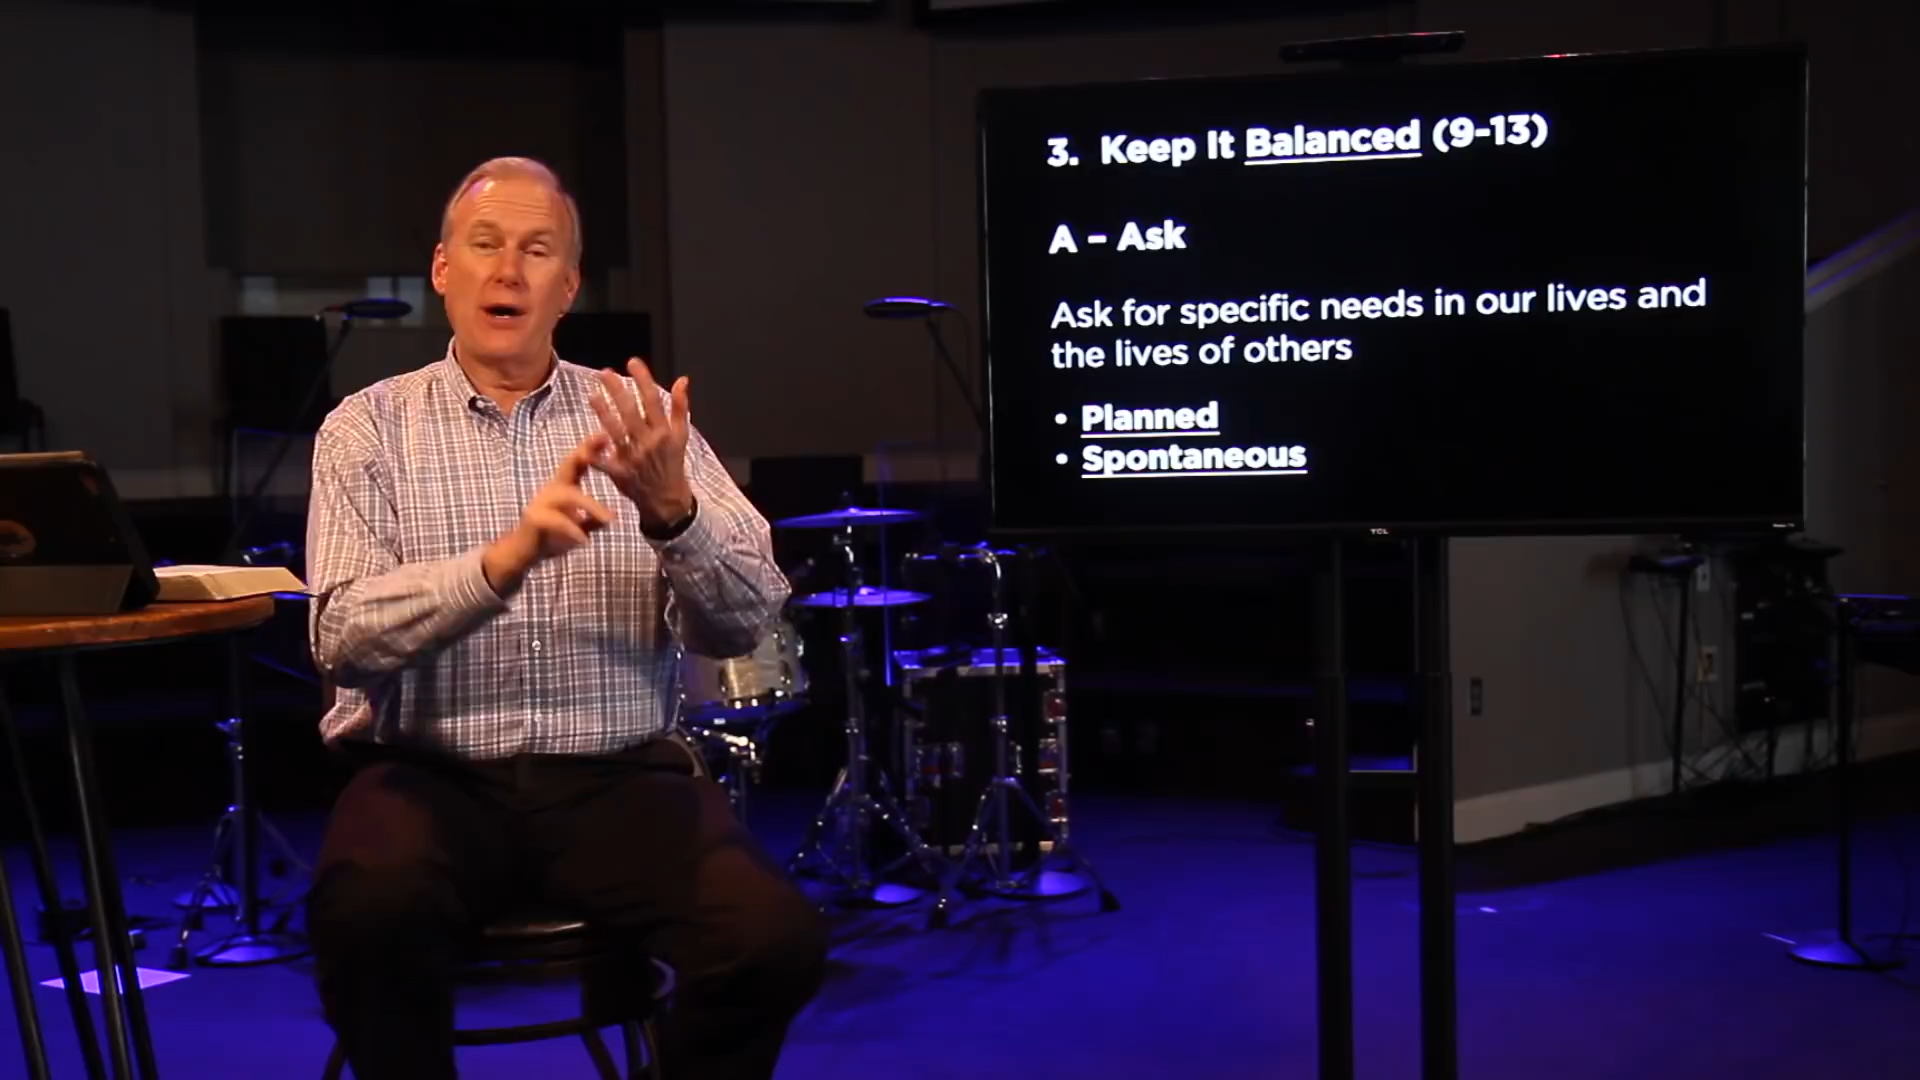 3. Keep It Balanced (9-13)
A – Ask
Ask for specific needs in our lives and
the lives of others
• Planned
• Spontaneous
TCL